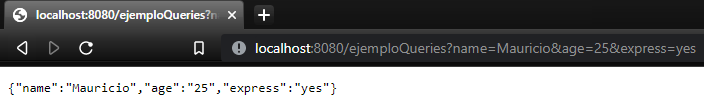 localhost:8080/ejemploQueries?n
localhost:8080/ejemploQueries?name=Mauricio&age=25&express=yes
{"name":"Mauricio","age":"25","express":"yes"}